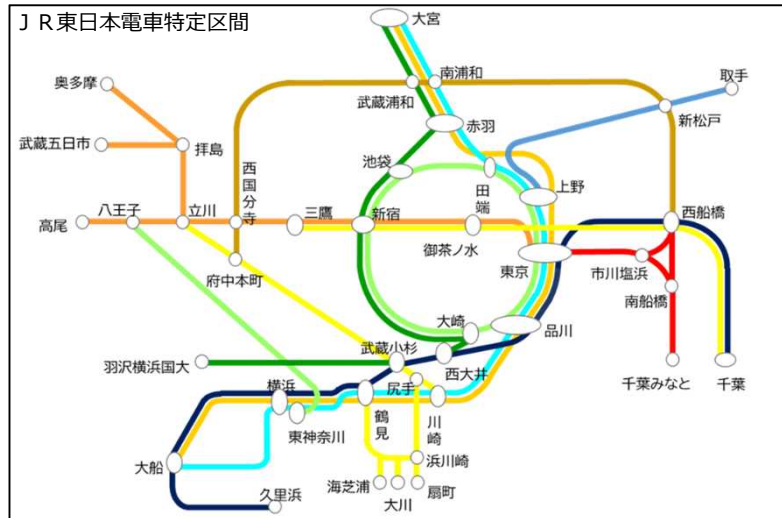 ＪＲ東日本電車特定区間
大宮
南浦和
武蔵浦和
取手
奥多摩
新松戸
赤羽
武蔵五日市
拝島
池袋
田端
上野
西国分寺
八王子
立川
三鷹
新宿
西船橋
高尾
御茶ノ水
東京
市川塩浜
府中本町
南船橋
大崎
品川
武蔵小杉
羽沢横浜国大
西大井
千葉みなと
千葉
尻手
横浜
鶴見
川崎
東神奈川
大船
浜川崎
海芝浦
扇町
久里浜
大川